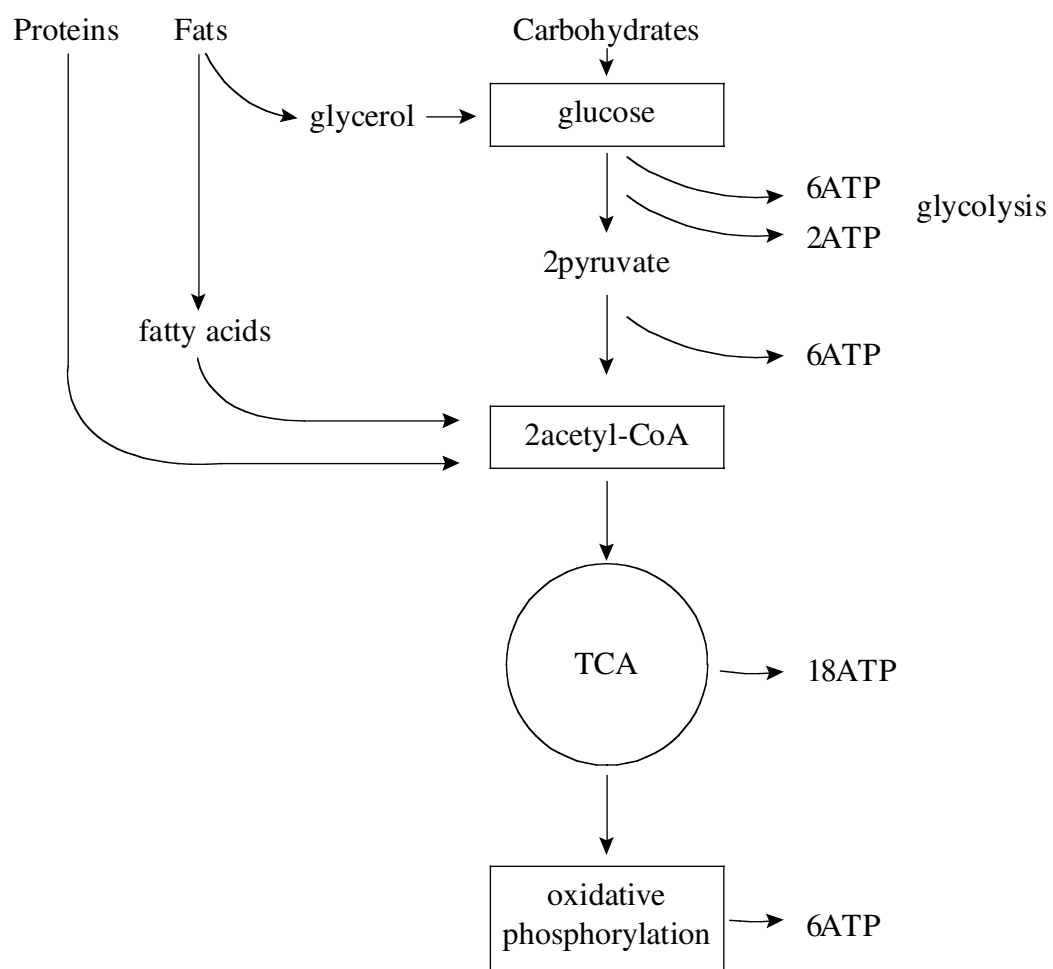 Proteins Fats Carbohydrates
glycerol glucose
6ATP
glycolysis
2ATP
2pyruvate
fatty acids
6ATP
2acetyl-CoA
TCA
18ATP
oxidative
phosphorylation
6ATP